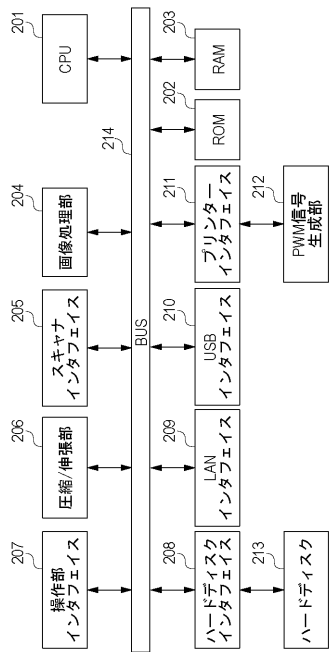 207
操作部
インタフェイス
206
圧縮/伸張部
205
スキャナ
インタフェイス
204
画像処理部
201
CPU
BUS
214
208
ハードディスク
インタフェイス
209
LAN
インタフェイス
210
USB
インタフェイス
211
プリンター
インタフェイス
202
ROM
203
RAM
213
ハードディスク
212
PWM信号
生成部